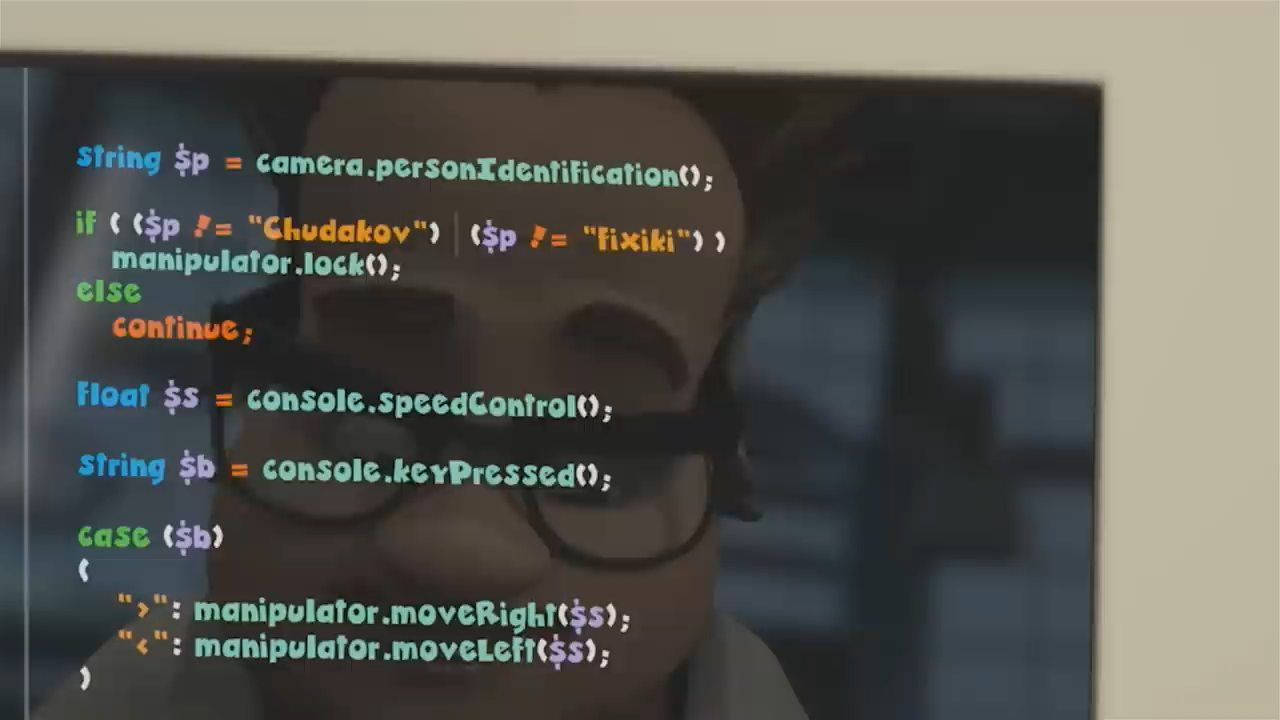 String $p = camera.personIdentification();
if ( ($p != "Chudakov") | ($p != "fixiki") )
manipulator.lock();
else
continue;
Float $s = console.speedControl();
String $b = console.keyPressed();
case ($b)
(
">": manipulator.moveRight($s);
"<": manipulator.moveLeft($s);
)